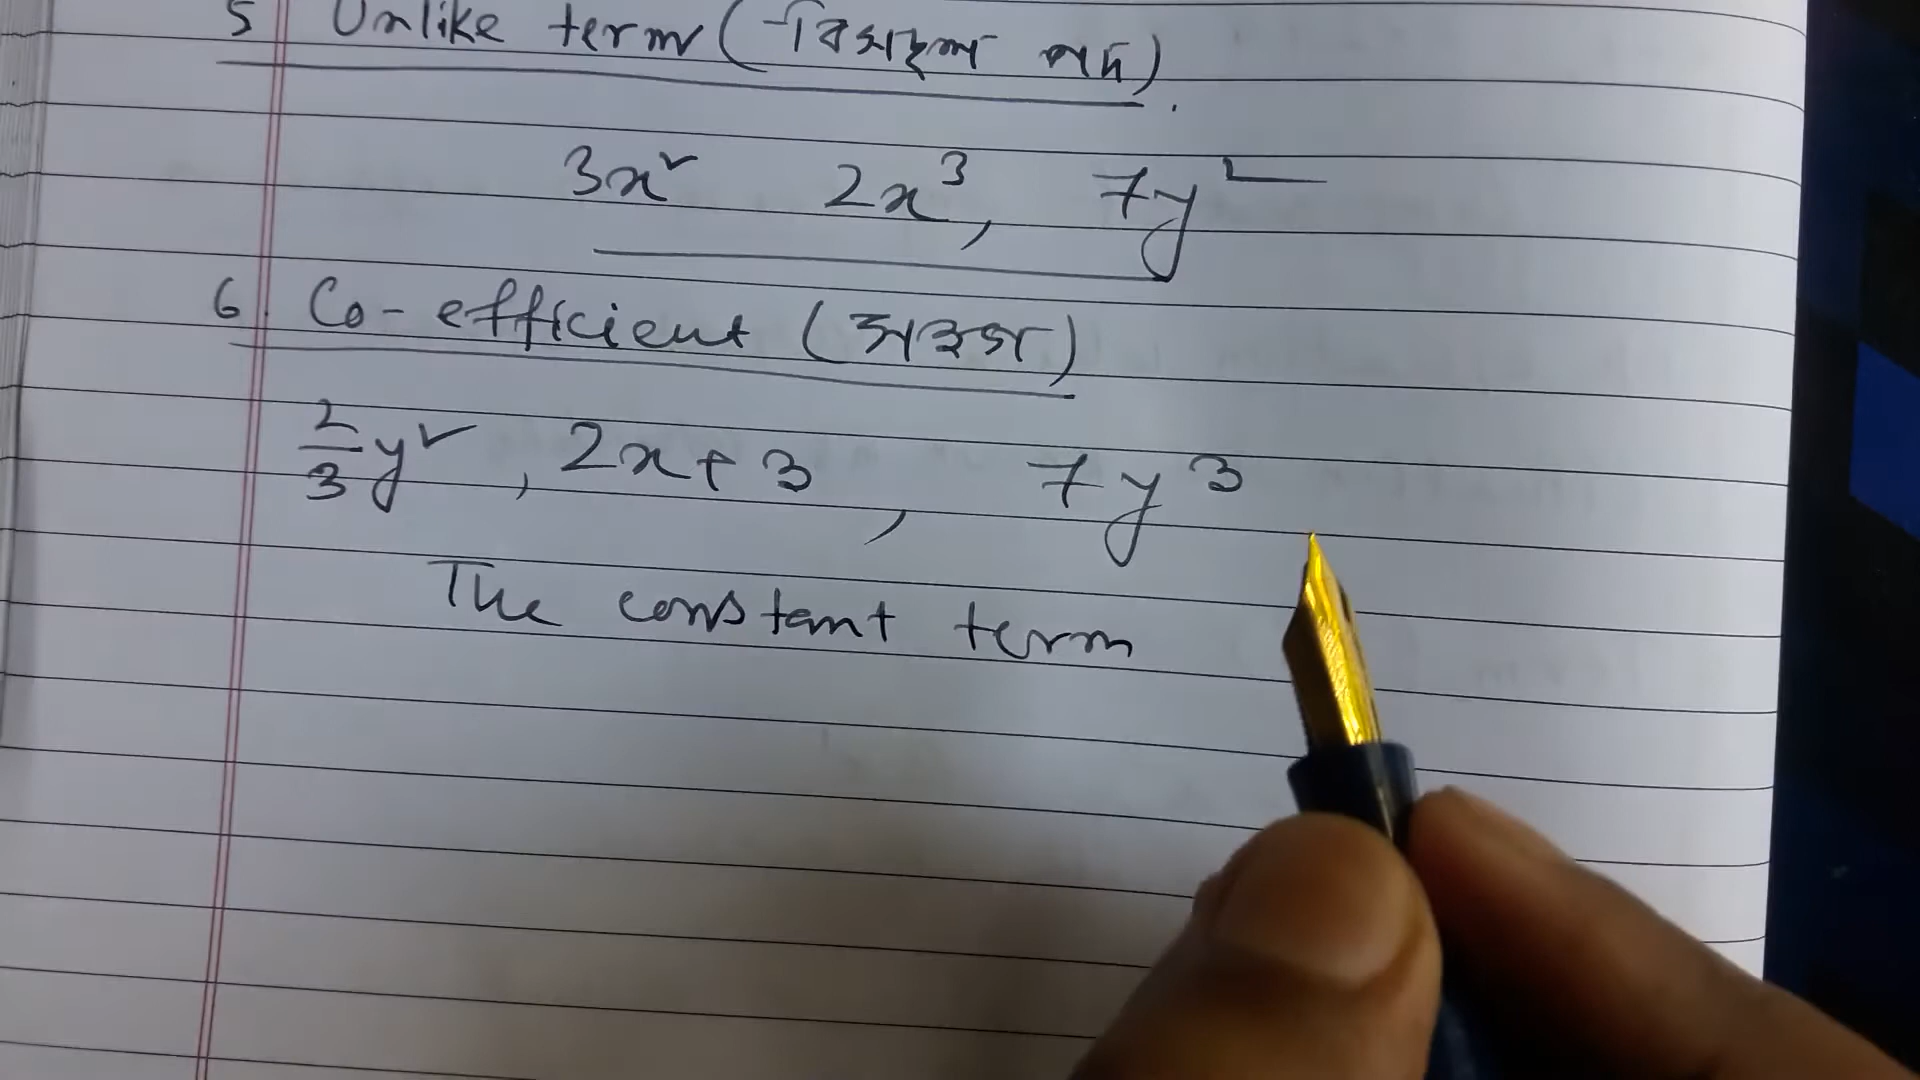 5 Unlike term (বিসদৃশ পদ).
3x² 2x³, 7y²
6. Co-efficient (সহগ)
2/3 y², 2x+3, 7y³
The constant term